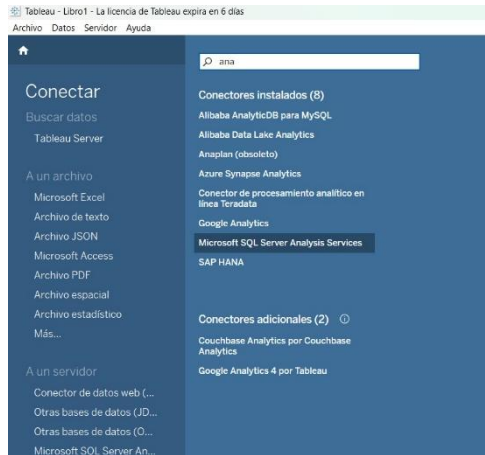 Tableau - Libro1 - La licencia de Tableau expira en 6 días
Archivo Datos Servidor Ayuda
ana
Conectar
Buscar datos
Tableau Server
A un archivo
Microsoft Excel
Archivo de texto
Archivo JSON
Microsoft Access
Archivo PDF
Archivo espacial
Archivo estadístico
Más...
A un servidor
Conector de datos web (...
Otras bases de datos (JD...
Otras bases de datos (O...
Microsoft SQL Server An...
Conectores instalados (8)
Alibaba AnalyticDB para MySQL
Alibaba Data Lake Analytics
Anaplan (obsoleto)
Azure Synapse Analytics
Conector de procesamiento analítico en
línea Teradata
Google Analytics
Microsoft SQL Server Analysis Services
SAP HANA
Conectores adicionales (2)
Couchbase Analytics por Couchbase
Analytics
Google Analytics 4 por Tableau